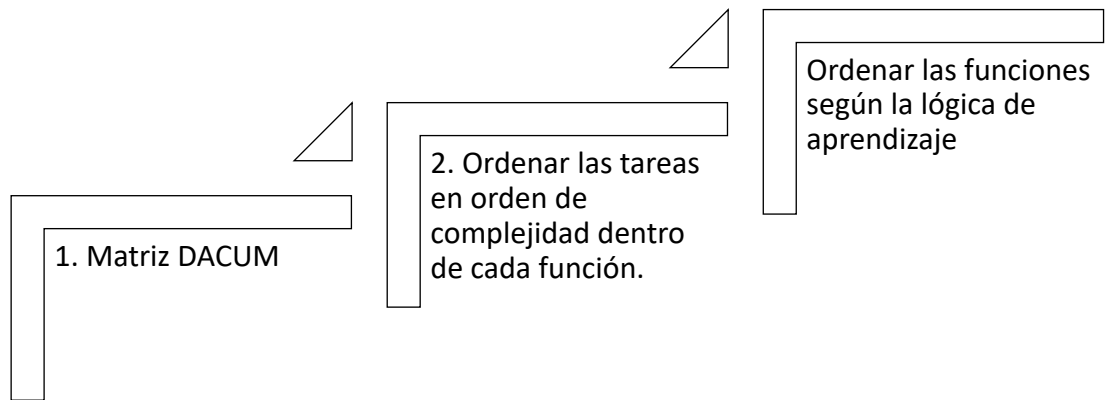 1. Matriz DACUM
2. Ordenar las tareas
en orden de
complejidad dentro
de cada función.
Ordenar las funciones
según la lógica de
aprendizaje